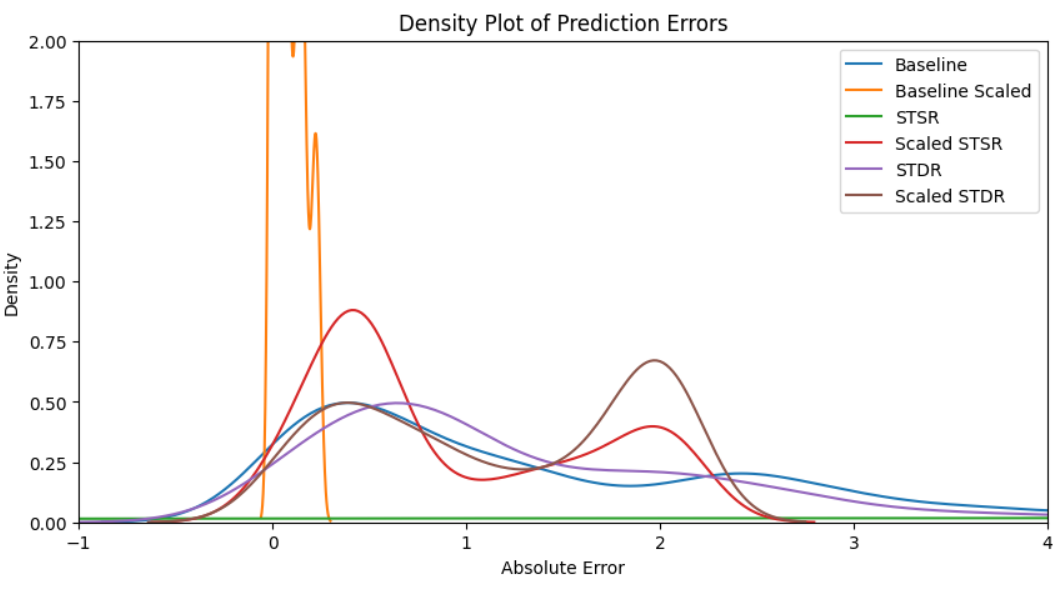 Density Plot of Prediction Errors
2.00
1.75
1.50
1.25
1.00
0.75
0.50
0.25
0.00
Density
−1
0
1
2
3
4
Absolute Error
Baseline
Baseline Scaled
STSR
Scaled STSR
STDR
Scaled STDR